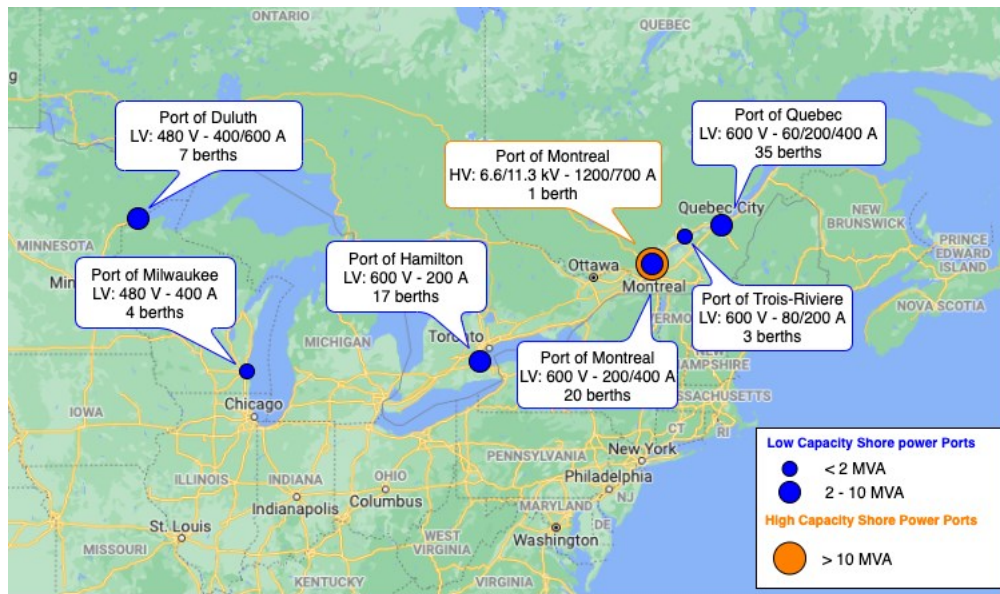 ONTARIO
QUEBEC
g
Port of Duluth
LV: 480 V - 400/600 A
7 berths
Port of Quebec
LV: 600 V - 60/200/400 A
35 berths
Port of Montreal
HV: 6.6/11.3 kV - 1200/700 A
1 berth
Quebec City
NEW
BRUNSWICK
PRINCE
EDWARD
ISLAND
MINNESOTA
Min
Port of Milwaukee
LV: 480 V - 400 A
4 berths
Port of Hamilton
LV: 600 V - 200 A
17 berths
Ottawa
Montreal
Port of Trois-Riviere
LV: 600 V - 80/200 A
3 berths
NOVA SCOTIA
VERMO
MICHIGAN
Toronto
Port of Montreal
LV: 600 V - 200/400 A
20 berths
NEW
AMPSHIRE
SSACHUSETTS
CT
RI
IOWA
Chicago
New York
PENNSYLVANIA
Philadelphia
NJ
ILLINOIS
INDIANA
OHIO
Indianapolis
Columbus
MARYLAND
DE
Washington
St. Louis
MISSOURI
WEST
VIRGINIA
KENTUCKY
VIRGINIA
Low Capacity Shore power Ports
< 2 MVA
2 - 10 MVA
High Capacity Shore Power Ports
> 10 MVA